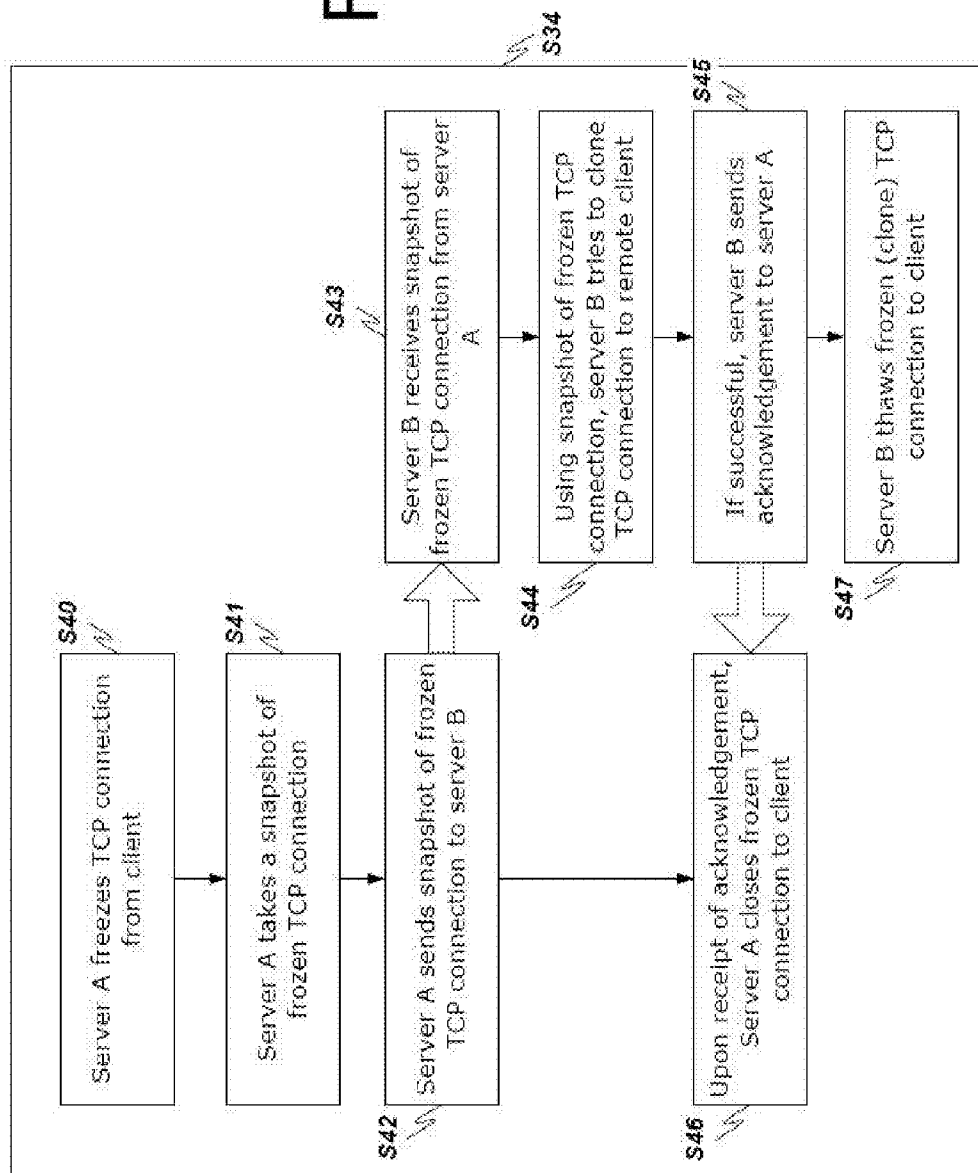 F
S34
S40
Server A freezes TCP connection
from client
S41
Server A takes a snapshot of
frozen TCP connection
S42
Server A sends snapshot of frozen
TCP connection to server B
S43
Server B receives snapshot of
frozen TCP connection from server
A
S44
Using snapshot of frozen TCP
connection, server B tries to clone
TCP connection to remote client
S45
If successful, server B sends
acknowledgement to server A
S46
Upon receipt of acknowledgement,
Server A closes frozen TCP
connection to client
S47
Server B thaws frozen (clone) TCP
connection to client